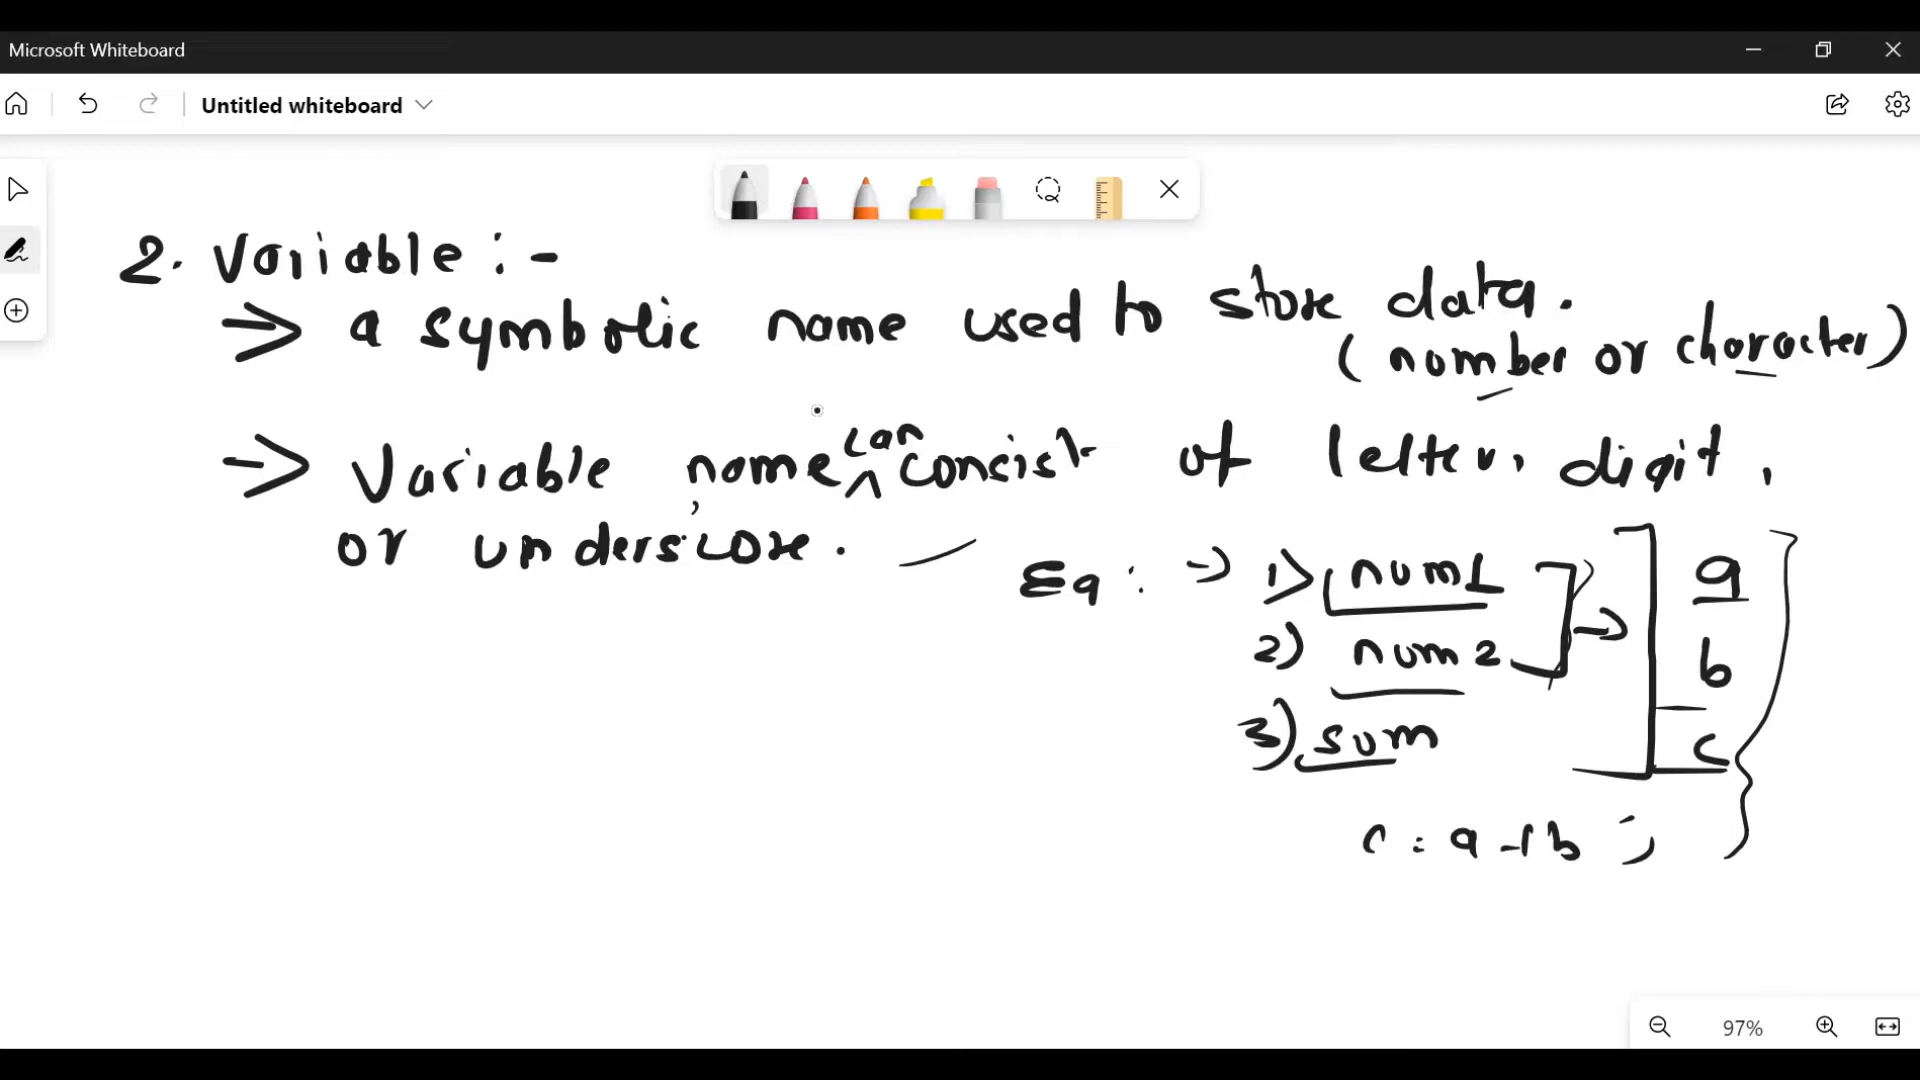 Microsoft Whiteboard
Untitled whiteboard
2. Variable :-
=> a symbolic name used to store data.
(number or character)
-> Variable name can consist of letter, digit,
or underscore.
Eg : -> 1) num1
2) num2
3) sum
-> a
b
c
c = a + b ;
97%